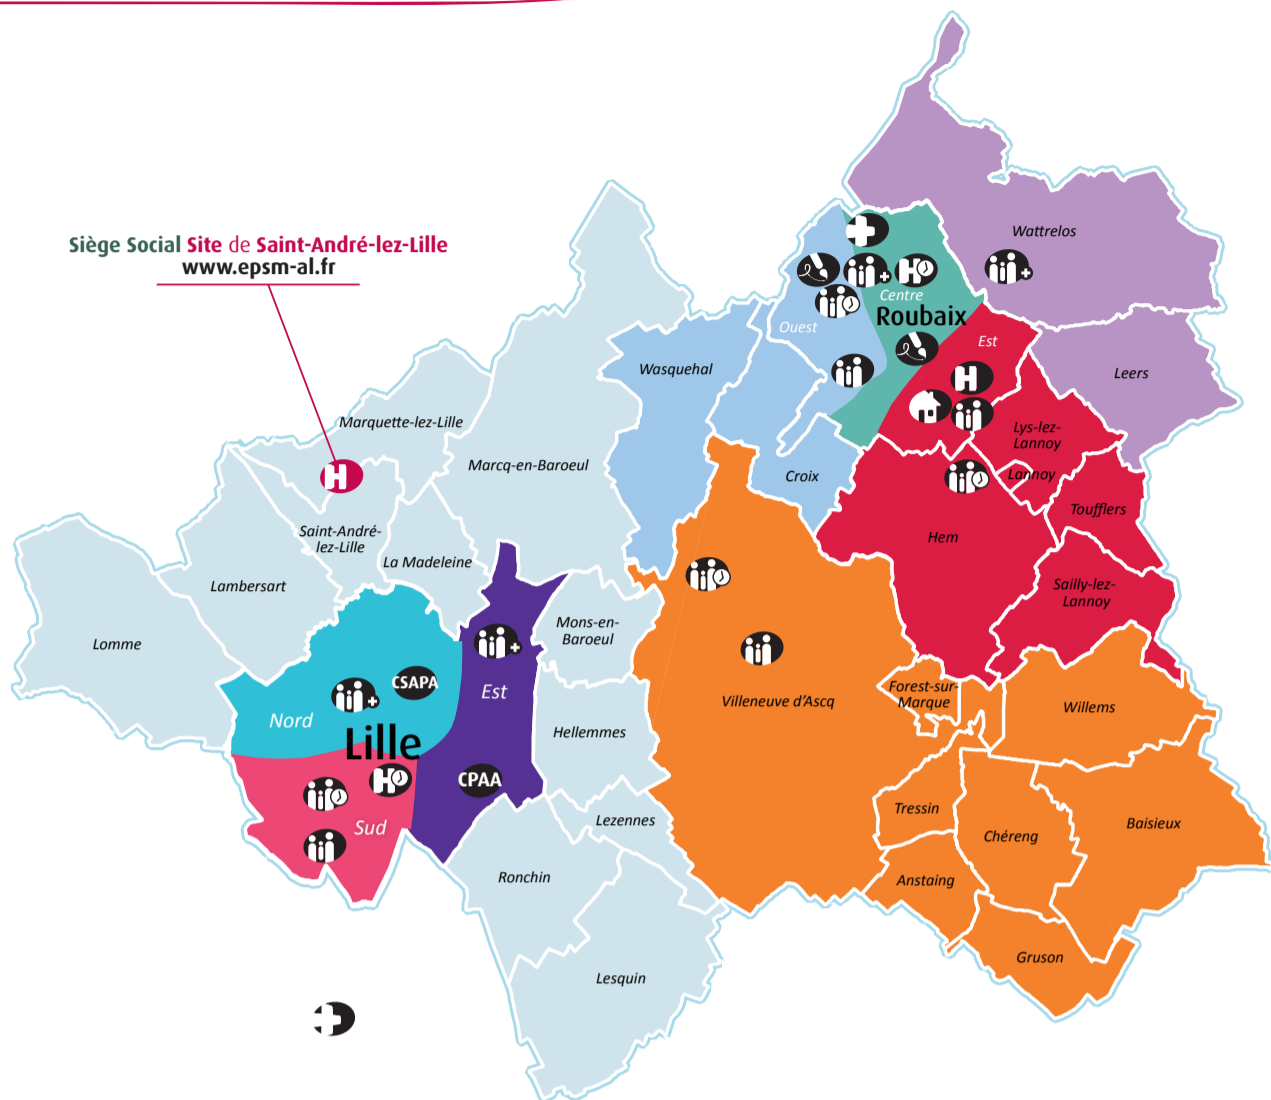 Siège Social Site de Saint-André-lez-Lille
www.epsm-al.fr
Wattrelos
Centre
Roubaix
Ouest
Est
H
Wasquehal
Leers
H
Marquette-lez-Lille
Lys-lez-
Lannoy
Marcq-en-Baroeul
H
Croix
Lannoy
Toufflers
Saint-André-
lez-Lille
Hem
La Madeleine
Lambersart
Sailly-lez-
Lannoy
Mons-en-
Baroeul
Lomme
CSAPA
Est
Forest-sur-
Marque
Villeneuve d'Ascq
Willems
Nord
Hellemmes
Lille
H
CPAA
Tressin
Lezennes
Sud
Chéreng
Baisieux
Ronchin
Anstaing
Gruson
Lesquin